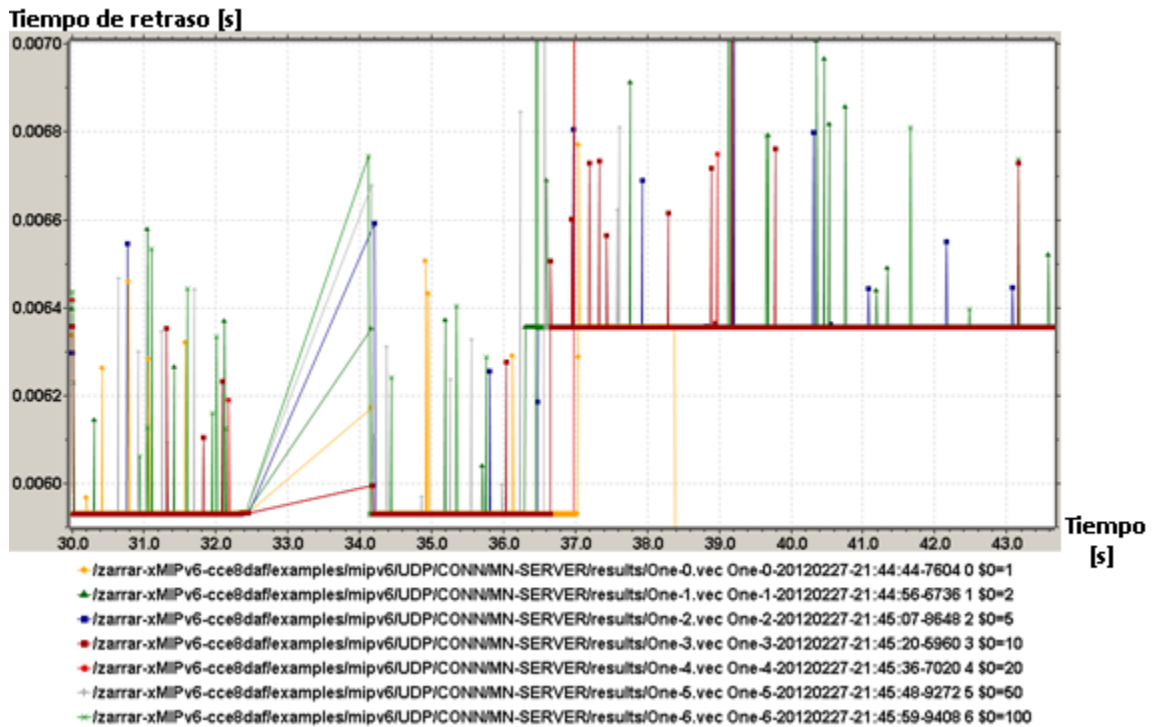 Tiempo de retraso [s]
0.0070
0.0068
0.0066
0.0064
0.0062
0.0060
30.0 31.0 32.0 33.0 34.0 35.0 36.0 37.0 38.0 39.0 40.0 41.0 42.0 43.0
Tiempo
[s]
/zarrar-xMIPv6-cce8daf/examples/mipv6/UDP/CONN/MN-SERVER/results/One-0.vec One-0-20120227-21:44:44-7604 0 $0=1
/zarrar-xMIPv6-cce8daf/examples/mipv6/UDP/CONN/MN-SERVER/results/One-1.vec One-1-20120227-21:44:56-6736 1 $0=2
/zarrar-xMIPv6-cce8daf/examples/mipv6/UDP/CONN/MN-SERVER/results/One-2.vec One-2-20120227-21:45:07-8648 2 $0=5
/zarrar-xMIPv6-cce8daf/examples/mipv6/UDP/CONN/MN-SERVER/results/One-3.vec One-3-20120227-21:45:20-5960 3 $0=10
/zarrar-xMIPv6-cce8daf/examples/mipv6/UDP/CONN/MN-SERVER/results/One-4.vec One-4-20120227-21:45:36-7020 4 $0=20
/zarrar-xMIPv6-cce8daf/examples/mipv6/UDP/CONN/MN-SERVER/results/One-5.vec One-5-20120227-21:45:48-9272 5 $0=50
/zarrar-xMIPv6-cce8daf/examples/mipv6/UDP/CONN/MN-SERVER/results/One-6.vec One-6-20120227-21:45:59-9408 6 $0=100